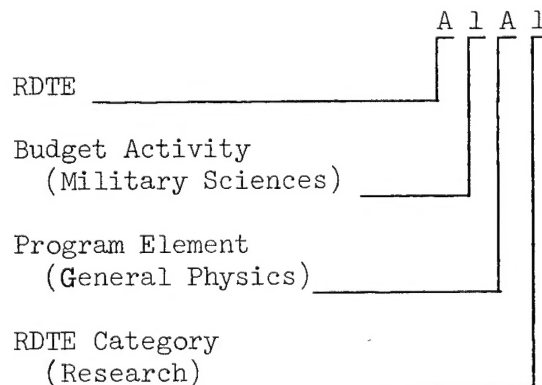 A 1 A 1
RDTE
Budget Activity
(Military Sciences)
Program Element
(General Physics)
RDTE Category
(Research)